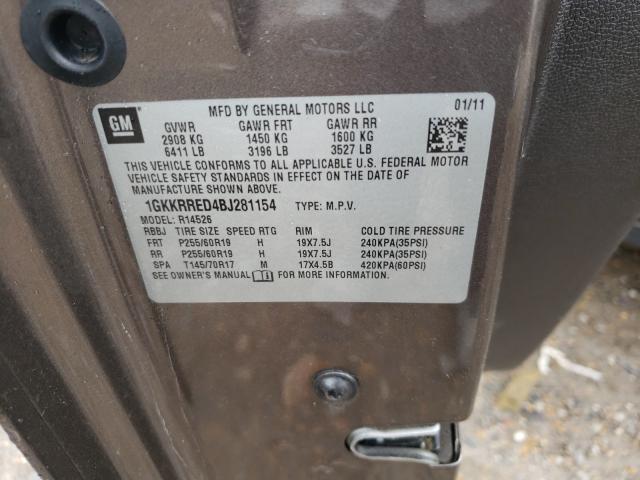 MFD BY GENERAL MOTORS LLC 01/11
GM
GVWR GAWR FRT GAWR RR
2908 KG 1450 KG 1600 KG
6411 LB 3196 LB 3527 LB
THIS VEHICLE CONFORMS TO ALL APPLICABLE U.S. FEDERAL MOTOR
VEHICLE SAFETY STANDARDS IN EFFECT ON THE DATE OF
MANUFACTURE SHOWN ABOVE.
1GKKRRED4BJ281154 TYPE: M.P.V.
MODEL: R14526
RBBJ TIRE SIZE SPEED RTG RIM COLD TIRE PRESSURE
FRT P255/60R19 H 19X7.5J 240KPA(35PSI)
RR P255/60R19 H 19X7.5J 240KPA(35PSI)
SPA T145/70R17 M 17X4.5B 420KPA(60PSI)
SEE OWNER'S MANUAL FOR MORE INFORMATION.